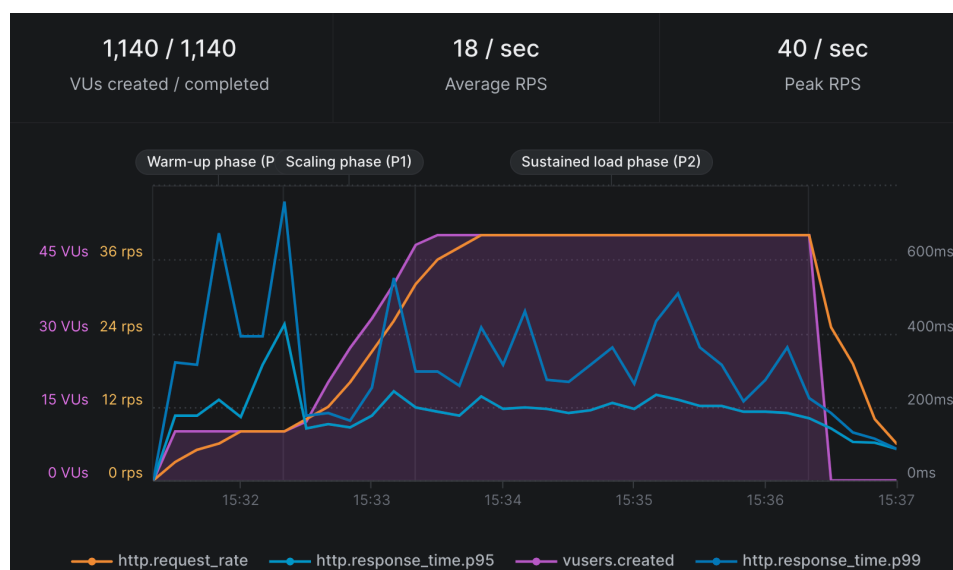 1,140 / 1,140 18 / sec 40 / sec
VUs created / completed Average RPS Peak RPS
Warm-up phase (P Scaling phase (P1) Sustained load phase (P2)
45 VUs 36 rps 600ms
30 VUs 24 rps 400ms
15 VUs 12 rps 200ms
0 VUs 0 rps 0ms
15:32 15:33 15:34 15:35 15:36 15:37
http.request_rate http.response_time.p95 vusers.created http.response_time.p99